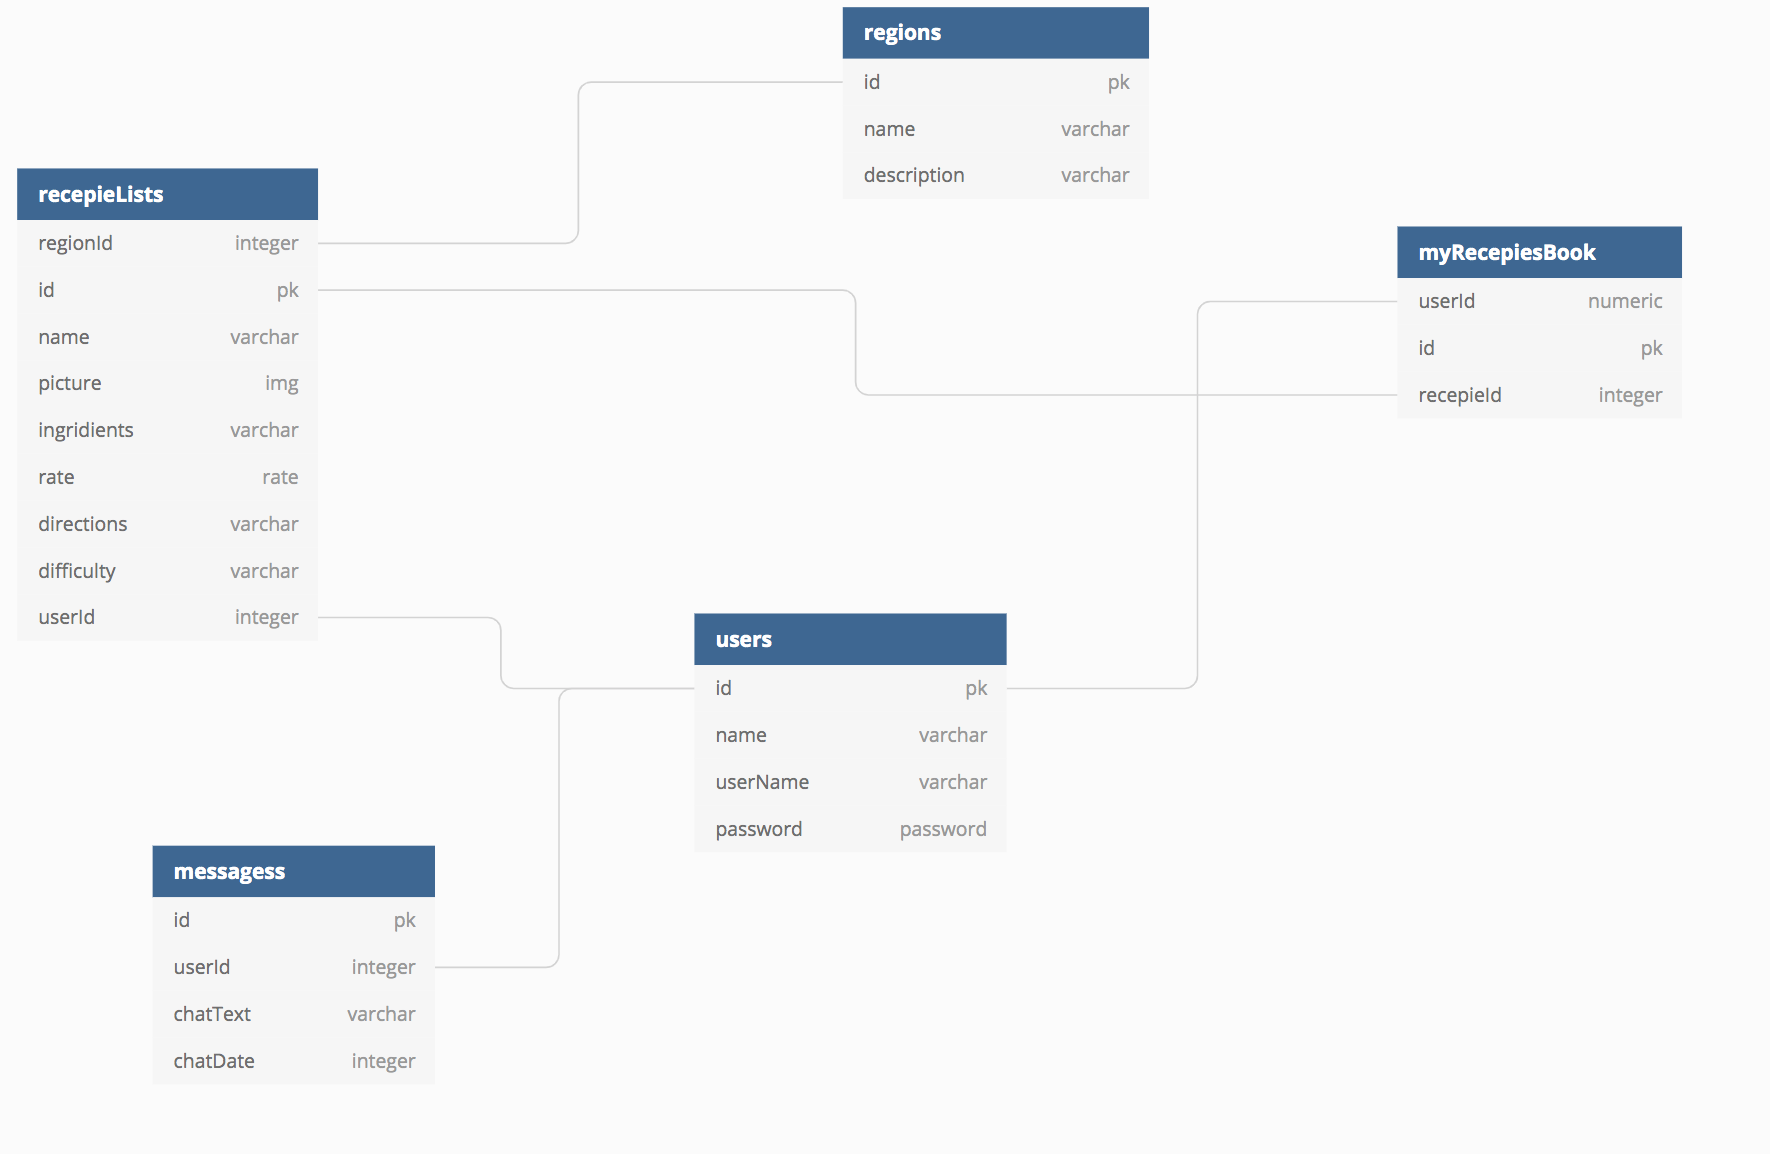 regions
id pk
name varchar
description varchar
recepieLists
regionId integer
id pk
name varchar
picture img
ingridients varchar
rate rate
directions varchar
difficulty varchar
userId integer
myRecepiesBook
userId numeric
id pk
recepieId integer
users
id pk
name varchar
userName varchar
password password
messagess
id pk
userId integer
chatText varchar
chatDate integer